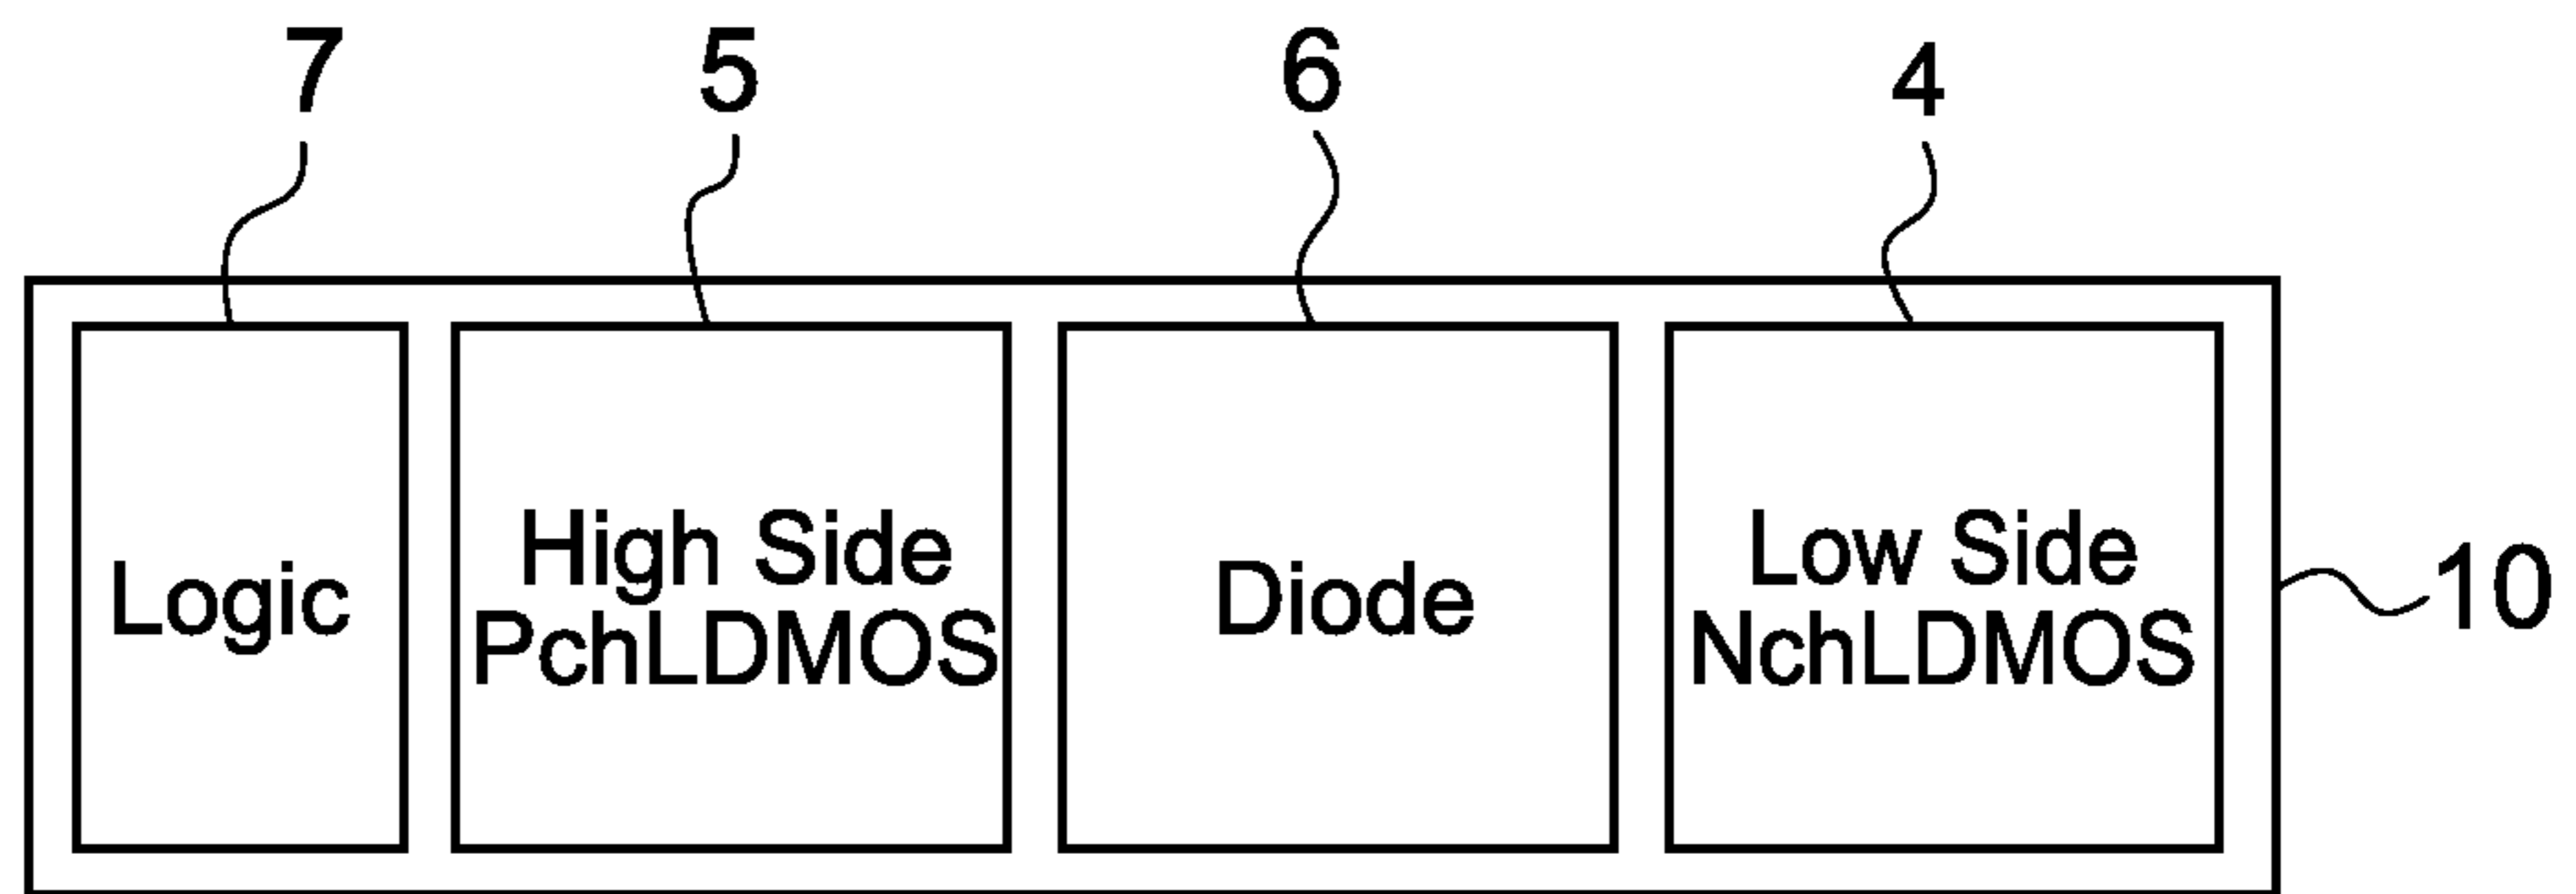 7
5
6
4
Logic
High Side
PchLDMOS
Diode
Low Side
NchLDMOS
10